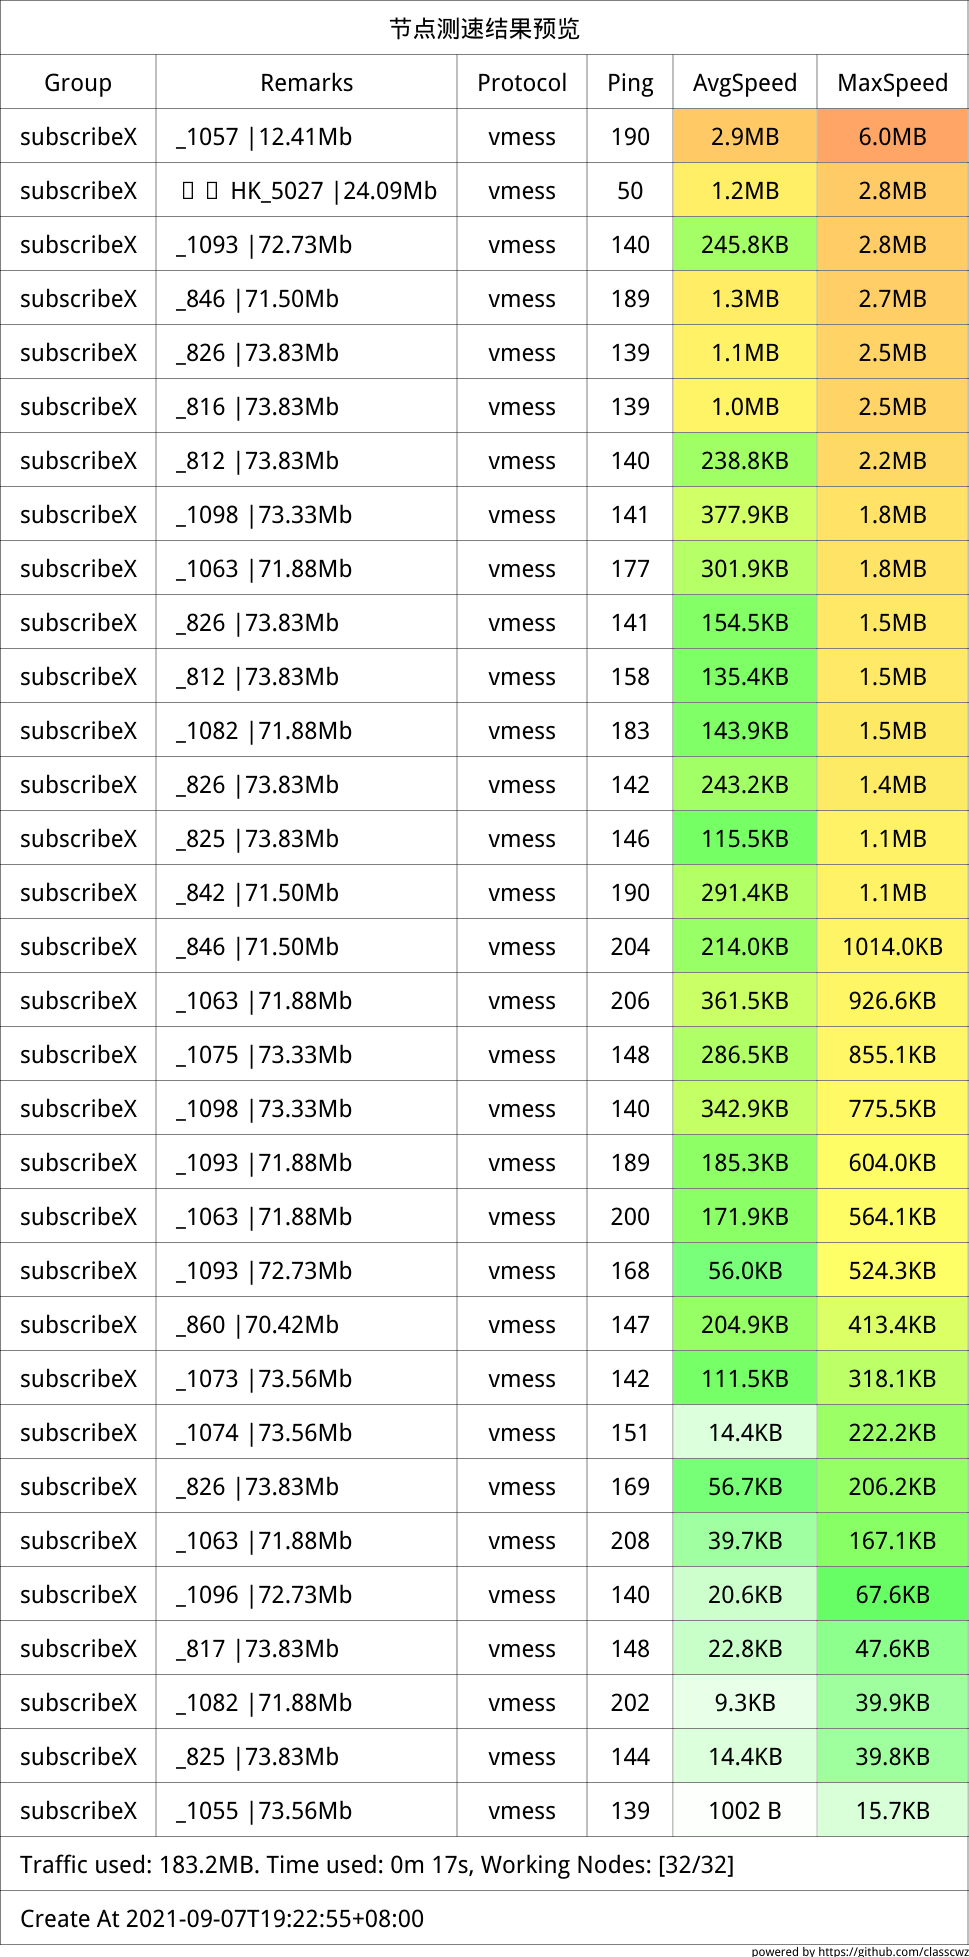 节点测速结果预览
Group Remarks Protocol Ping AvgSpeed MaxSpeed
subscribeX _1057 |12.41Mb vmess 190 2.9MB 6.0MB
subscribeX HK_5027 |24.09Mb vmess 50 1.2MB 2.8MB
subscribeX _1093 |72.73Mb vmess 140 245.8KB 2.8MB
subscribeX _846 |71.50Mb vmess 189 1.3MB 2.7MB
subscribeX _826 |73.83Mb vmess 139 1.1MB 2.5MB
subscribeX _816 |73.83Mb vmess 139 1.0MB 2.5MB
subscribeX _812 |73.83Mb vmess 140 238.8KB 2.2MB
subscribeX _1098 |73.33Mb vmess 141 377.9KB 1.8MB
subscribeX _1063 |71.88Mb vmess 177 301.9KB 1.8MB
subscribeX _826 |73.83Mb vmess 141 154.5KB 1.5MB
subscribeX _812 |73.83Mb vmess 158 135.4KB 1.5MB
subscribeX _1082 |71.88Mb vmess 183 143.9KB 1.5MB
subscribeX _826 |73.83Mb vmess 142 243.2KB 1.4MB
subscribeX _825 |73.83Mb vmess 146 115.5KB 1.1MB
subscribeX _842 |71.50Mb vmess 190 291.4KB 1.1MB
subscribeX _846 |71.50Mb vmess 204 214.0KB 1014.0KB
subscribeX _1063 |71.88Mb vmess 206 361.5KB 926.6KB
subscribeX _1075 |73.33Mb vmess 148 286.5KB 855.1KB
subscribeX _1098 |73.33Mb vmess 140 342.9KB 775.5KB
subscribeX _1093 |71.88Mb vmess 189 185.3KB 604.0KB
subscribeX _1063 |71.88Mb vmess 200 171.9KB 564.1KB
subscribeX _1093 |72.73Mb vmess 168 56.0KB 524.3KB
subscribeX _860 |70.42Mb vmess 147 204.9KB 413.4KB
subscribeX _1073 |73.56Mb vmess 142 111.5KB 318.1KB
subscribeX _1074 |73.56Mb vmess 151 14.4KB 222.2KB
subscribeX _826 |73.83Mb vmess 169 56.7KB 206.2KB
subscribeX _1063 |71.88Mb vmess 208 39.7KB 167.1KB
subscribeX _1096 |72.73Mb vmess 140 20.6KB 67.6KB
subscribeX _817 |73.83Mb vmess 148 22.8KB 47.6KB
subscribeX _1082 |71.88Mb vmess 202 9.3KB 39.9KB
subscribeX _825 |73.83Mb vmess 144 14.4KB 39.8KB
subscribeX _1055 |73.56Mb vmess 139 1002 B 15.7KB
Traffic used: 183.2MB. Time used: 0m 17s, Working Nodes: [32/32]
Create At 2021-09-07T19:22:55+08:00
powered by https://github.com/classcwz